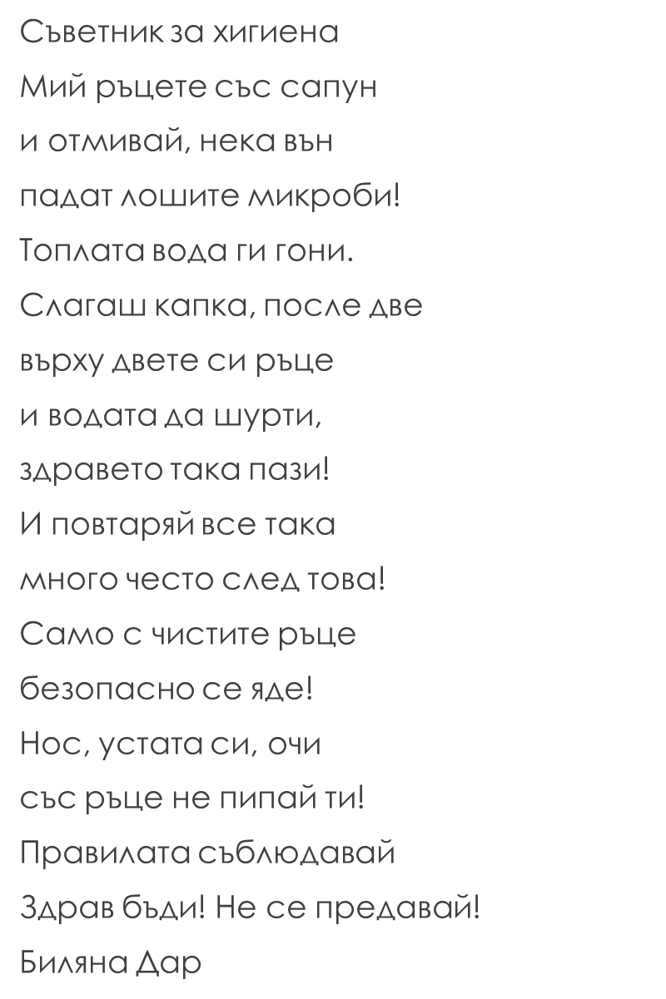 Съветник за хигиена
Мий ръцете със сапун
и отмивай, нека вън
падат лошите микроби!
Топлата вода ги гони.
Слагаш капка, после две
върху двете си ръце
и водата да шурти,
здравето така пази!
И повтаряй все така
много често след това!
Само с чистите ръце
безопасно се яде!
Нос, устата си, очи
със ръце не пипай ти!
Правилата съблюдавай
Здрав бъди! Не се предавай!
Биляна Дар